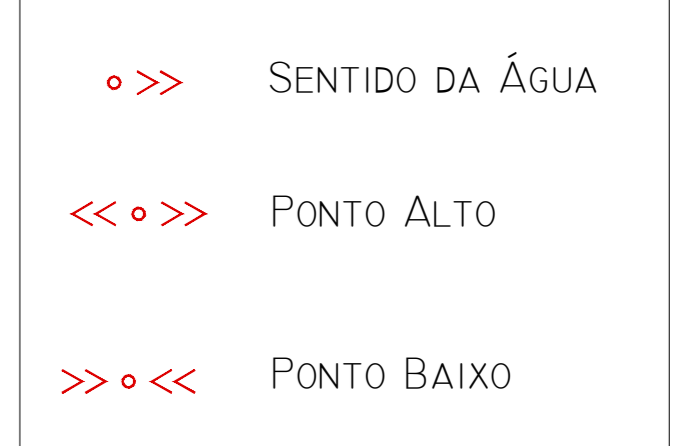 o >> Sentido da Água
<< o >> Ponto Alto
>> o << Ponto Baixo